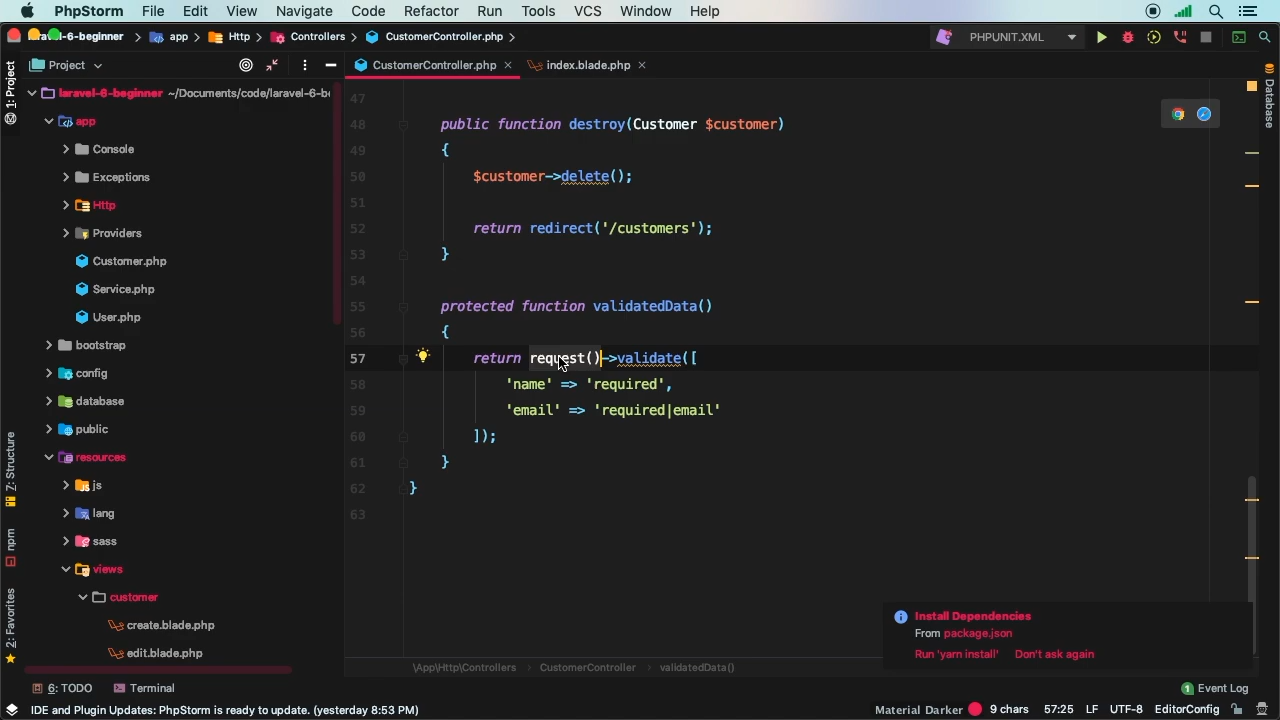 PhpStorm File Edit View Navigate Code Refactor Run Tools VCS Window Help
-6-beginner app Http Controllers CustomerController.php PHPUNIT.XML
1: Project
Project
CustomerController.php index.blade.php
Database
laravel-6-beginner ~/Documents/code/laravel-6-b
app
Console
Exceptions
Http
Providers
Customer.php
Service.php
User.php
bootstrap
config
database
public
resources
js
lang
sass
views
customer
create.blade.php
edit.blade.php
7: Structure
npm
2: Favorites
47
48 public function destroy(Customer $customer)
49 {
50 $customer->delete();
51
52 return redirect('/customers');
53 }
54
55 protected function validatedData()
56 {
57 return request()->validate([
58 'name' => 'required',
59 'email' => 'required|email'
60 ]);
61 }
62 }
63
Install Dependencies
From package.json
Run 'yarn install' Don't ask again
\App\Http\Controllers CustomerController validatedData()
6: TODO Terminal 1 Event Log
IDE and Plugin Updates: PhpStorm is ready to update. (yesterday 8:53 PM) Material Darker 9 chars 57:25 LF UTF-8 EditorConfig